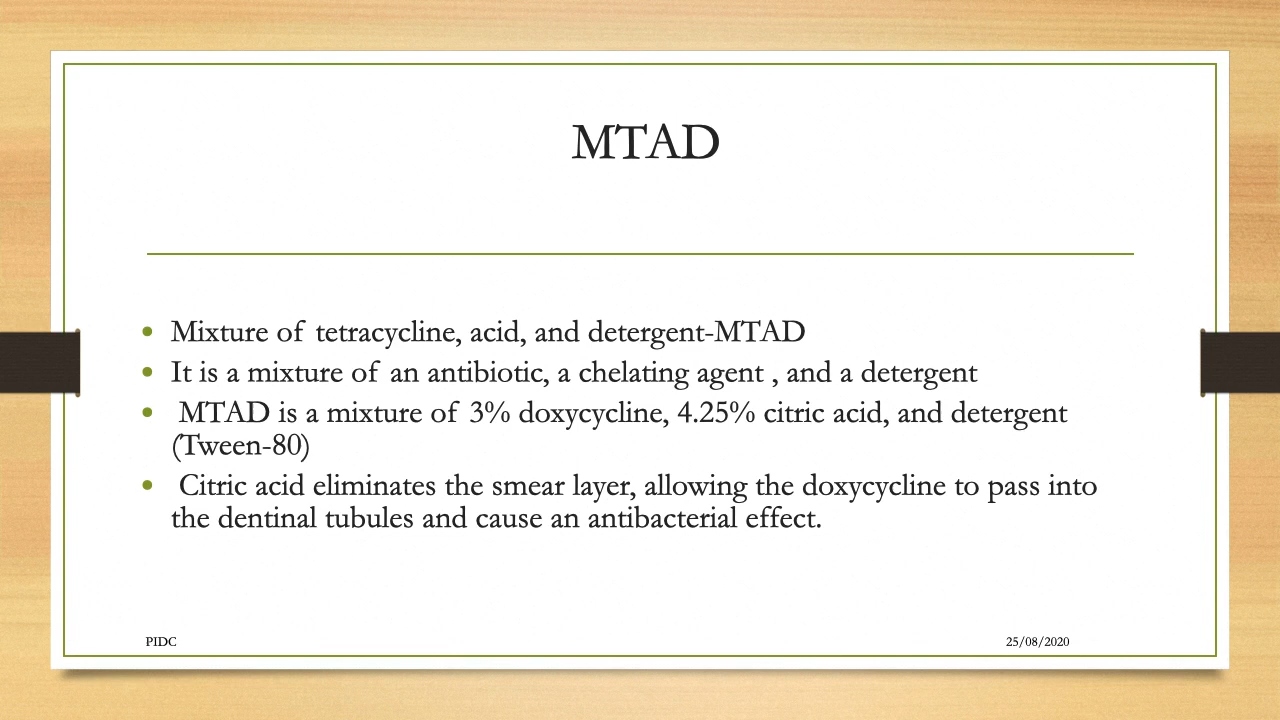 MTAD
• Mixture of tetracycline, acid, and detergent-MTAD
• It is a mixture of an antibiotic, a chelating agent , and a detergent
• MTAD is a mixture of 3% doxycycline, 4.25% citric acid, and detergent
(Tween-80)
• Citric acid eliminates the smear layer, allowing the doxycycline to pass into
the dentinal tubules and cause an antibacterial effect.
PIDC
25/08/2020